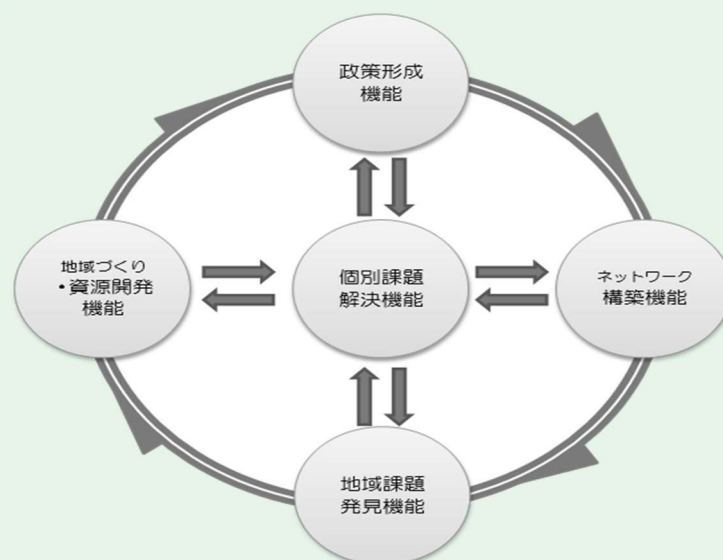 政策形成
機能
地域づくり
・資源開発
機能
個別課題
解決機能
ネットワーク
構築機能
地域課題
発見機能